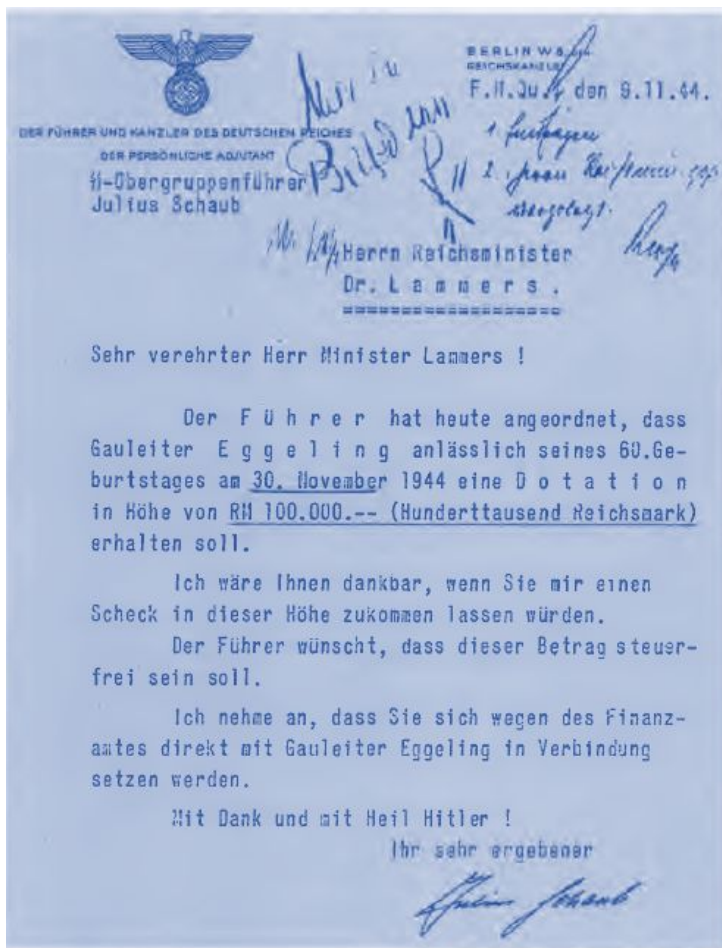 BERLIN W8
REICHSKANZLEI
F.H.Qu., den 9.11.44.
DER FÜHRER UND KANZLER DES DEUTSCHEN REICHES
DER PERSÖNLICHE ADJUTANT
SS-Obergruppenführer
Julius Schaub
1.
2.
Herrn Reichsminister
Dr. L a m m e r s .
Sehr verehrter Herr Minister Lammers !
Der F ü h r e r hat heute angeordnet, dass
Gauleiter E g g e l i n g anlässlich seines 60.Ge-
burtstages am 30. November 1944 eine D o t a t i o n
in Höhe von RM 100.000.-- (Hunderttausend Reichsmark)
erhalten soll.
Ich wäre Ihnen dankbar, wenn Sie mir einen
Scheck in dieser Höhe zukommen lassen würden.
Der Führer wünscht, dass dieser Betrag steuer-
frei sein soll.
Ich nehme an, dass Sie sich wegen des Finanz-
amtes direkt mit Gauleiter Eggeling in Verbindung
setzen werden.
Mit Dank und mit Heil Hitler !
Ihr sehr ergebener
Julius Schaub